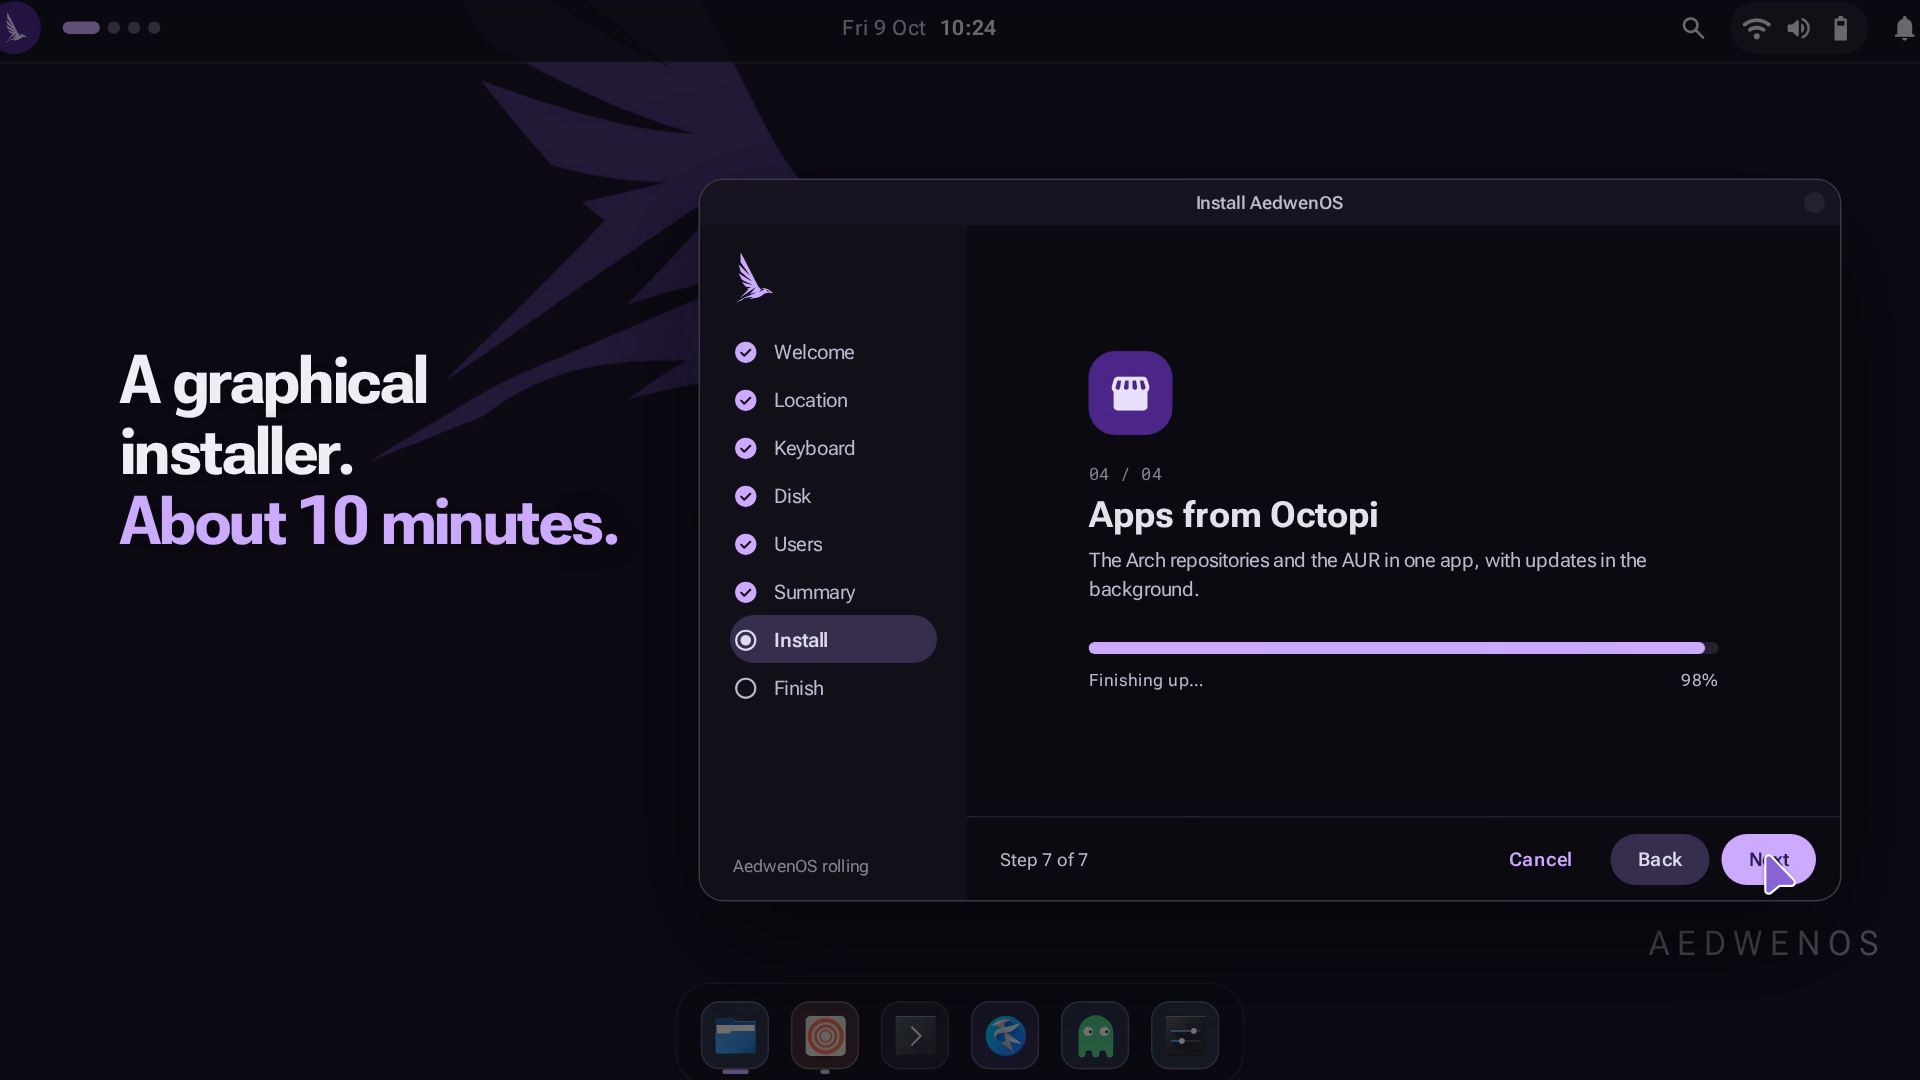 Fri 9 Oct 10:24
A graphical
installer.
About 10 minutes.
Install AedwenOS
Welcome
Location
Keyboard
Disk
Users
Summary
Install
Finish
AedwenOS rolling
04 / 04
Apps from Octopi
The Arch repositories and the AUR in one app, with updates in the
background.
Finishing up... 98%
Step 7 of 7
Cancel
Back
Next
AEDWENOS